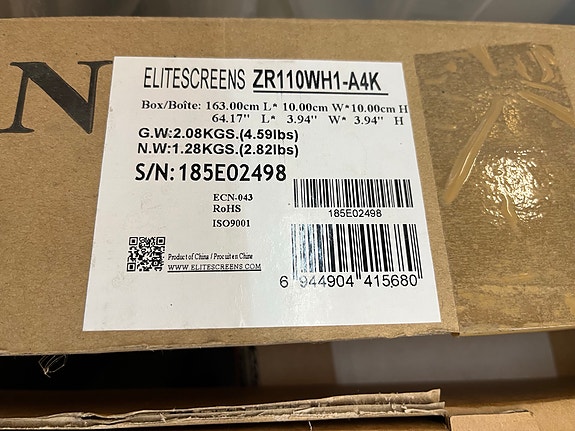 N
ELITESCREENS ZR110WH1-A4K
Box/Boîte: 163.00cm L* 10.00cm W*10.00cm H
64.17" L* 3.94" W* 3.94" H
G.W:2.08KGS.(4.59lbs)
N.W:1.28KGS.(2.82lbs)
S/N:185E02498
ECN-043
RoHS
ISO9001
185E02498
Product of China / Procuit en Chine
WWW.ELITESCREENS.COM
6 944904 415680